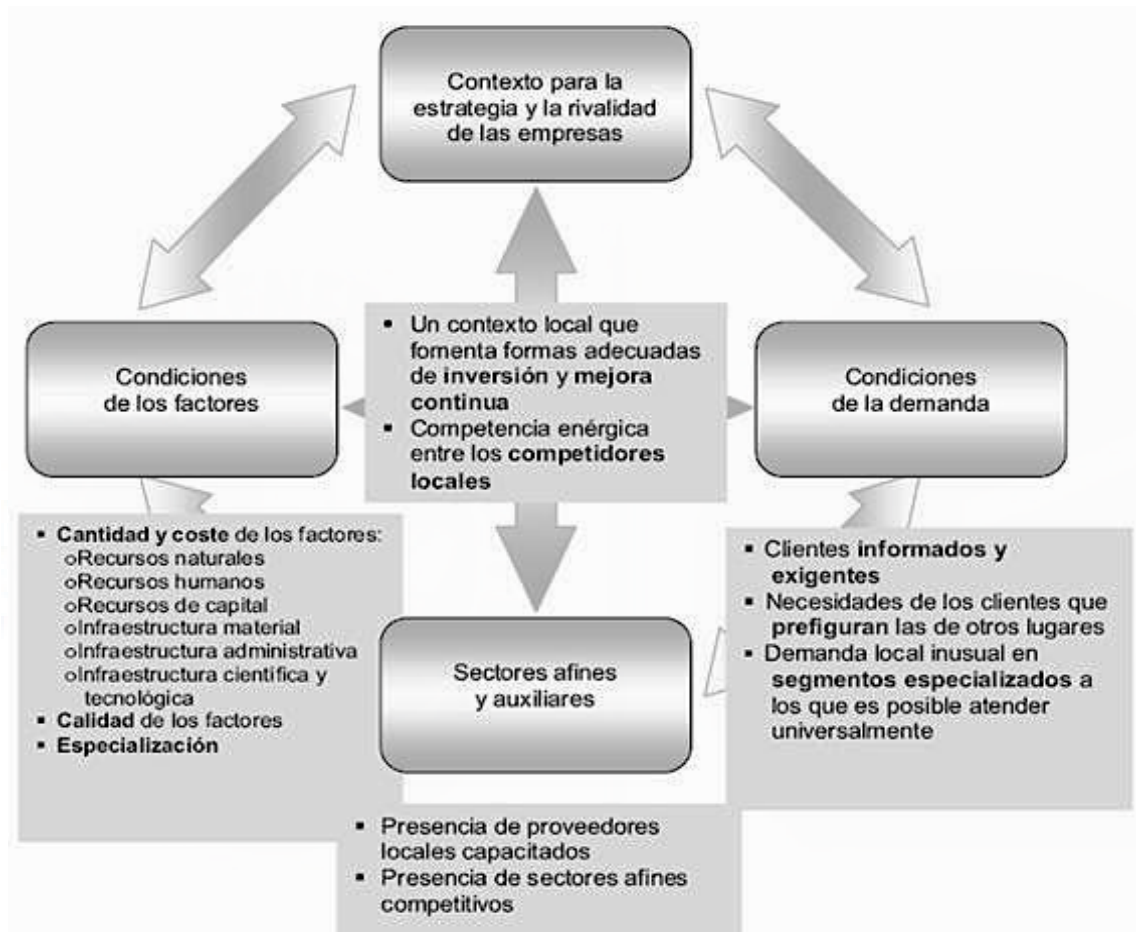 Contexto para la
estrategia y la rivalidad
de las empresas
Condiciones
de los factores
▪ Un contexto local que
fomenta formas adecuadas
de inversión y mejora
continua
▪ Competencia enérgica
entre los competidores
locales
Condiciones
de la demanda
▪ Cantidad y coste de los factores:
oRecursos naturales
oRecursos humanos
oRecursos de capital
oInfraestructura material
oInfraestructura administrativa
oInfraestructura científica y
tecnológica
▪ Calidad de los factores
▪ Especialización
Sectores afines
y auxiliares
▪ Clientes informados y
exigentes
▪ Necesidades de los clientes que
prefiguran las de otros lugares
▪ Demanda local inusual en
segmentos especializados a
los que es posible atender
universalmente
▪ Presencia de proveedores
locales capacitados
▪ Presencia de sectores afines
competitivos